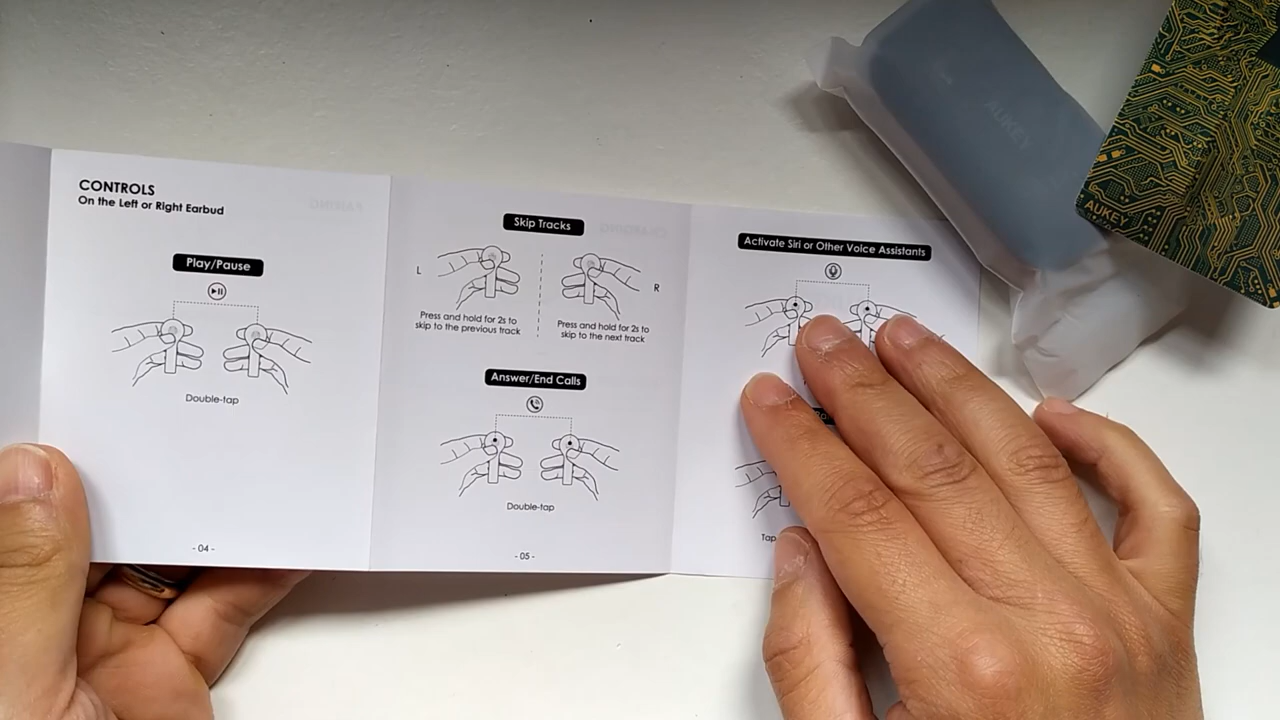 CONTROLS
On the Left or Right Earbud
Play/Pause
Double-tap
- 04 -
Skip Tracks
L
R
Press and hold for 2s to
skip to the previous track
Press and hold for 2s to
skip to the next track
Answer/End Calls
Double-tap
- 05 -
Activate Siri or Other Voice Assistants
Tap
AUKEY
AUKEY